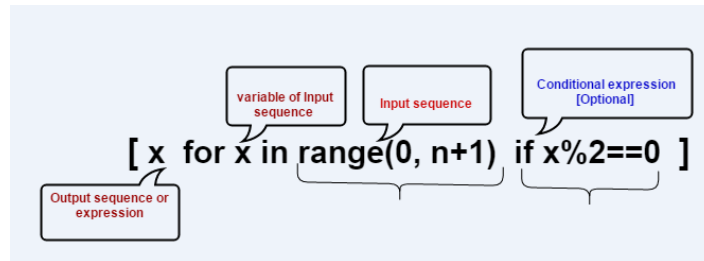 Conditional expression
[Optional]
variable of Input
sequence
Input sequence
[ x for x in range(0, n+1) if x%2==0 ]
Output sequence or
expression